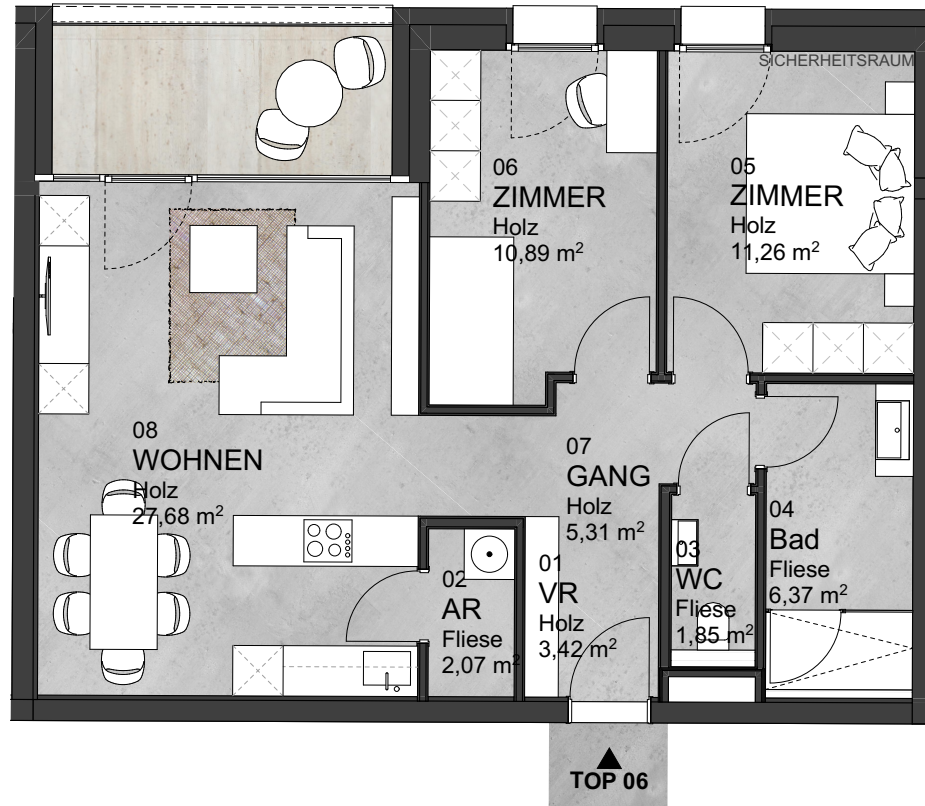 SICHERHEITSRAUM
06
ZIMMER
Holz
10,89 m²
05
ZIMMER
Holz
11,26 m²
08
WOHNEN
Holz
27,68 m²
07
GANG
Holz
5,31 m²
04
Bad
Fliese
6,37 m²
03
WC
Fliese
1,85 m²
02
AR
Fliese
2,07 m²
01
VR
Holz
3,42 m²
TOP 06